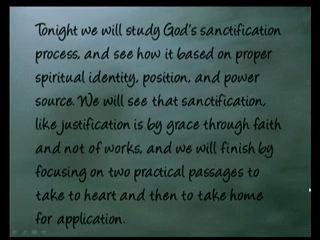 Tonight we will study God's sanctification
process, and see how it based on proper
spiritual identity, position, and power
source. We will see that sanctification,
like justification is by grace through faith
and not of works, and we will finish by
focusing on two practical passages to
take to heart and then to take home
for application.